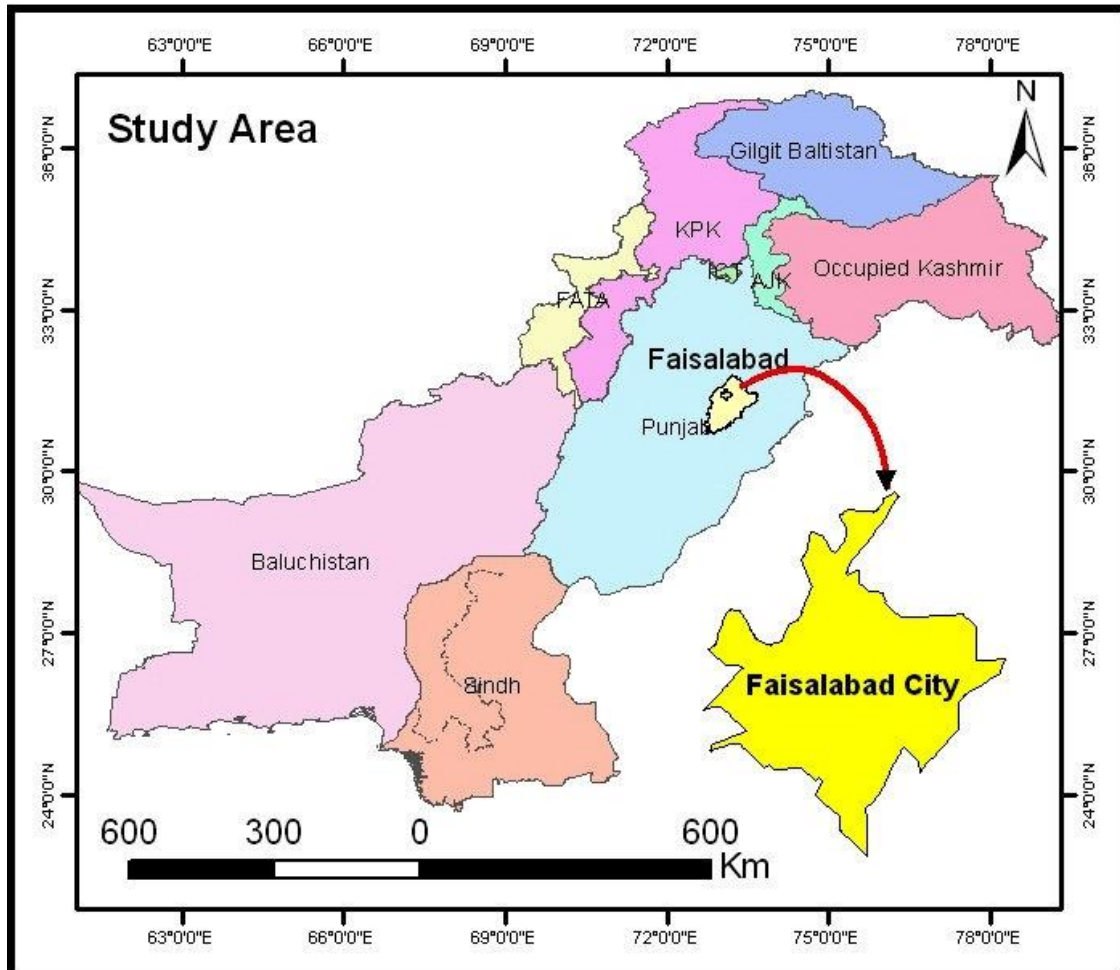 63°0'0"E 66°0'0"E 69°0'0"E 72°0'0"E 75°0'0"E 78°0'0"E
Study Area
N
36°0'0"N
36°0'0"N
Gilgit Baltistan
KPK
Occupied Kashmir
ICT
AJK
FATA
33°0'0"N
33°0'0"N
Faisalabad
Punjab
30°0'0"N
30°0'0"N
Baluchistan
27°0'0"N
27°0'0"N
Sindh
Faisalabad City
24°0'0"N
24°0'0"N
600 300 0 600
Km
63°0'0"E 66°0'0"E 69°0'0"E 72°0'0"E 75°0'0"E 78°0'0"E